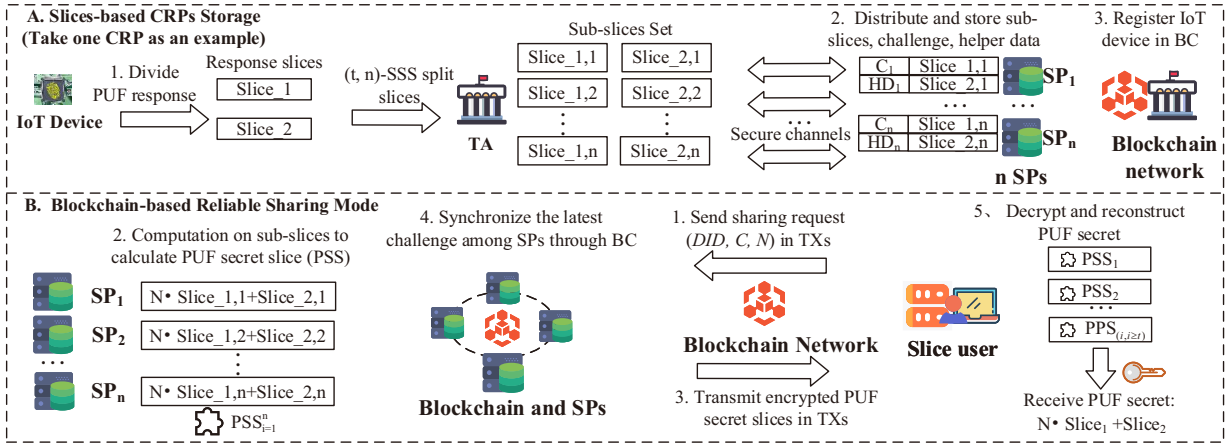 A. Slices-based CRPs Storage
(Take one CRP as an example)
IoT Device
1. Divide
PUF response
Response slices
Slice_1
Slice_2
(t, n)-SSS split
slices
TA
Sub-slices Set
Slice_1,1
Slice_2,1
Slice_1,2
Slice_2,2
⋮
⋮
Slice_1,n
Slice_2,n
...
Secure channels
2. Distribute and store sub-
slices, challenge, helper data
C1 Slice_1,1
HD1 Slice_2,1
SP1
... ...
Cn Slice_1,n
HDn Slice_2,n
SPn
n SPs
3. Register IoT
device in BC
Blockchain
network
B. Blockchain-based Reliable Sharing Mode
2. Computation on sub-slices to
calculate PUF secret slice (PSS)
SP1
N• Slice_1,1+Slice_2,1
SP2
N• Slice_1,2+Slice_2,2
... ...
SPn
N• Slice_1,n+Slice_2,n
PSS^n_{i=1}
4. Synchronize the latest
challenge among SPs through BC
Blockchain and SPs
1. Send sharing request
(DID, C, N) in TXs
Blockchain Network
3. Transmit encrypted PUF
secret slices in TXs
Slice user
5、 Decrypt and reconstruct
PUF secret
PSS1
PSS2
...
PPS(i,i≥t)
Receive PUF secret:
N• Slice1 +Slice2